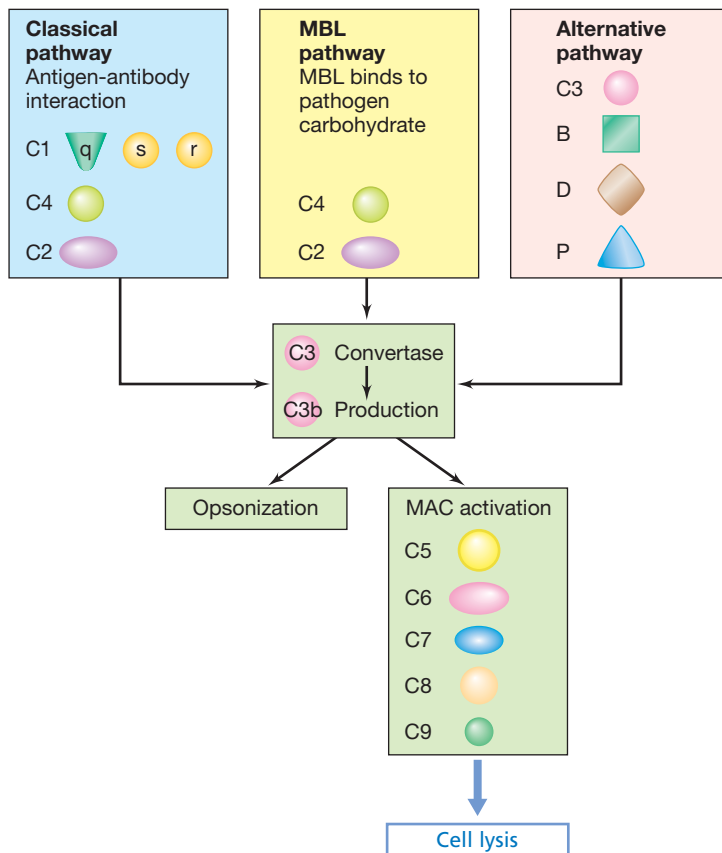 Classical
pathway
Antigen-antibody
interaction
C1 q s r
C4
C2
MBL
pathway
MBL binds to
pathogen
carbohydrate
C4
C2
Alternative
pathway
C3
B
D
P
C3 Convertase
C3b Production
Opsonization
MAC activation
C5
C6
C7
C8
C9
Cell lysis